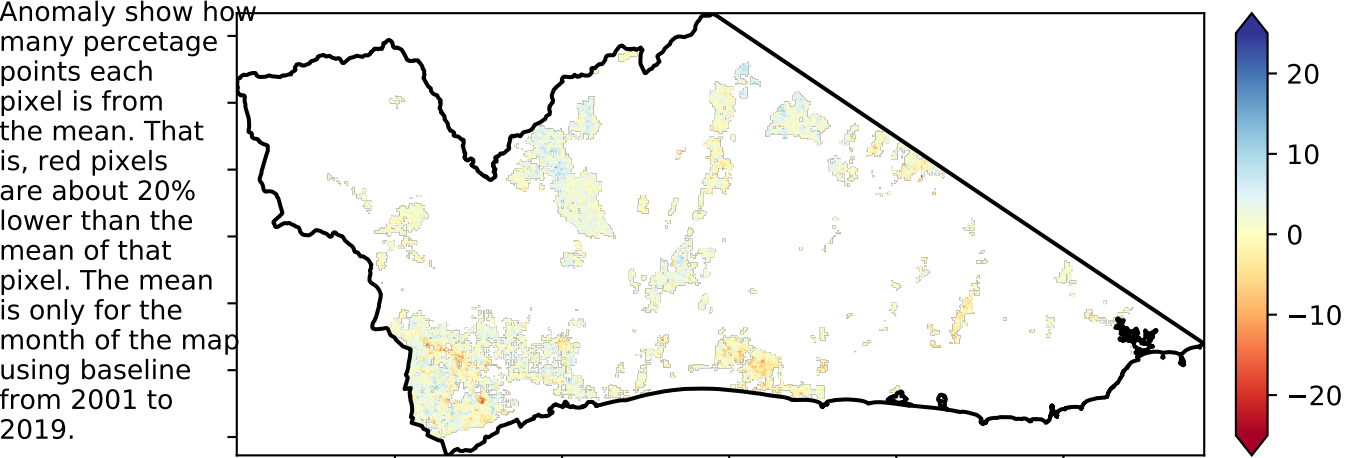 Anomaly show how
many percetage
points each
pixel is from
the mean. That
is, red pixels
are about 20%
lower than the
mean of that
pixel. The mean
is only for the
month of the map
using baseline
from 2001 to
2019.
20
10
0
−10
−20